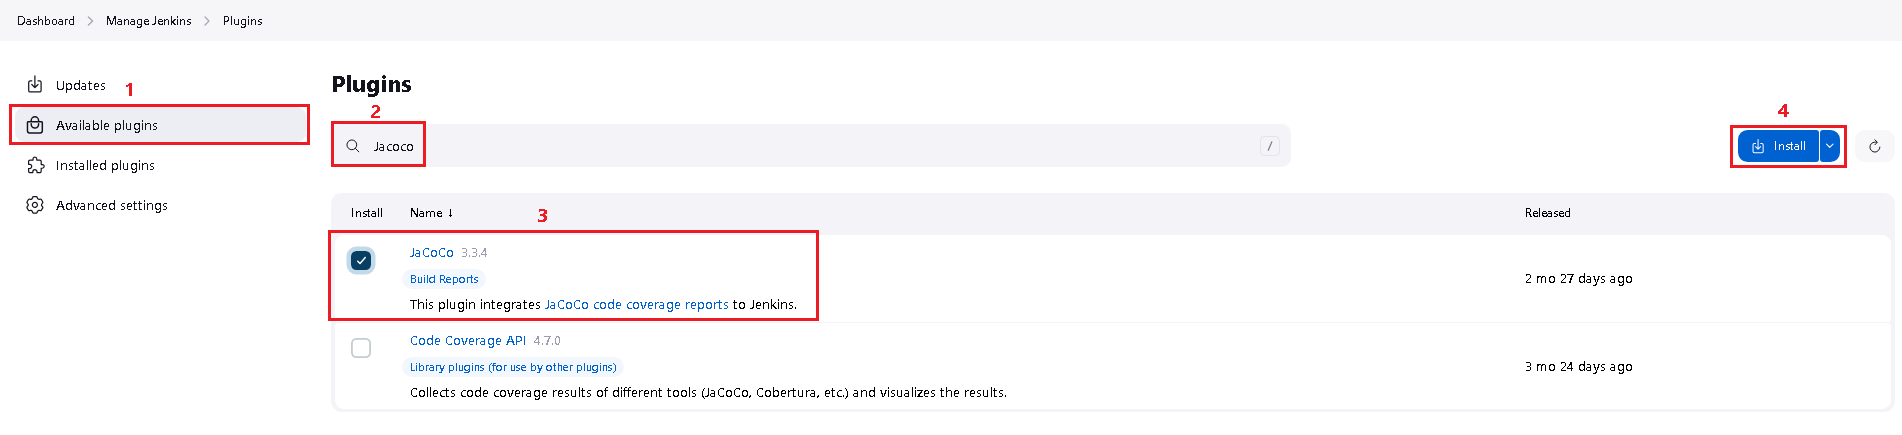 Dashboard > Manage Jenkins > Plugins
Updates
1
Available plugins
Installed plugins
Advanced settings
Plugins
2
Jacoco
/
4
Install
Install Name ↓ Released
3
JaCoCo 3.3.4
Build Reports
This plugin integrates JaCoCo code coverage reports to Jenkins.
2 mo 27 days ago
Code Coverage API 4.7.0
Library plugins (for use by other plugins)
Collects code coverage results of different tools (JaCoCo, Cobertura, etc.) and visualizes the results.
3 mo 24 days ago